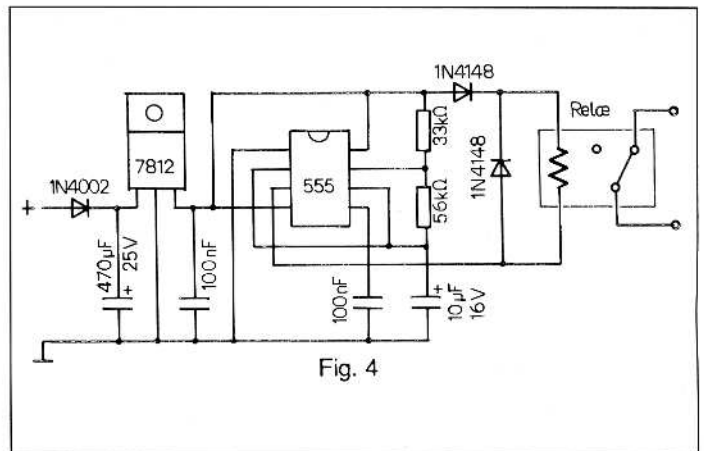 1N4148
Relæ
7812
33kΩ
1N4002
555
1N4148
56kΩ
+
470µF
25V
+
100nF
100nF
+
10µF
16V
Fig. 4